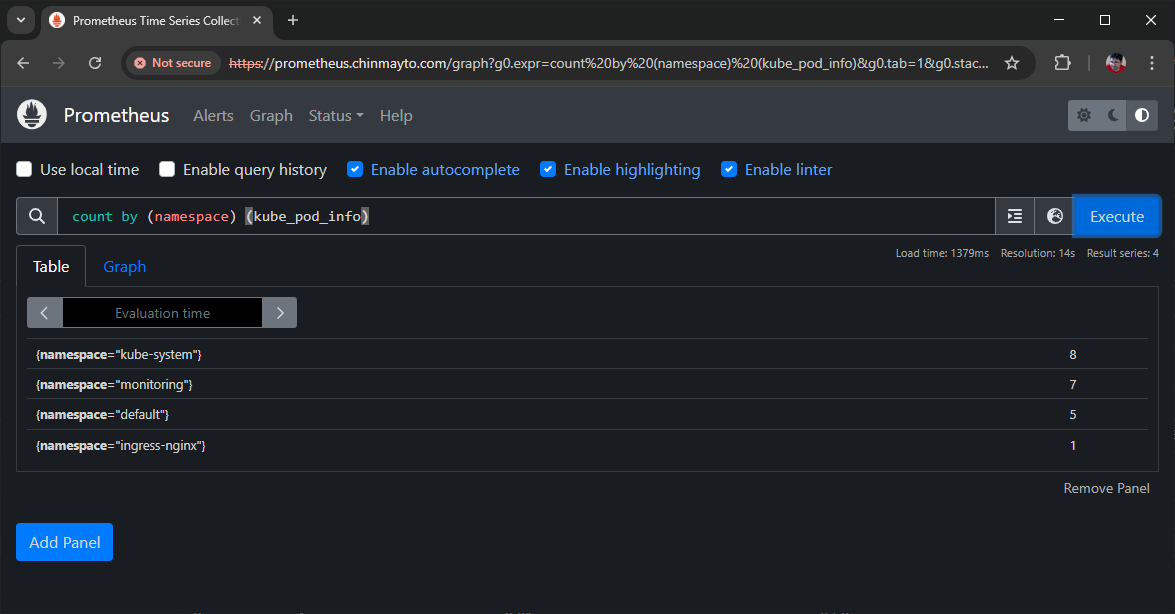 Prometheus Time Series Collect
Not secure https://prometheus.chinmayto.com/graph?g0.expr=count%20by%20(namespace)%20(kube_pod_info)&g0.tab=1&g0.stac...
Prometheus Alerts Graph Status Help
Use local time Enable query history Enable autocomplete Enable highlighting Enable linter
count by (namespace) (kube_pod_info) Execute
Load time: 1379ms Resolution: 14s Result series: 4
Table Graph
Evaluation time
{namespace="kube-system"} 8
{namespace="monitoring"} 7
{namespace="default"} 5
{namespace="ingress-nginx"} 1
Remove Panel
Add Panel